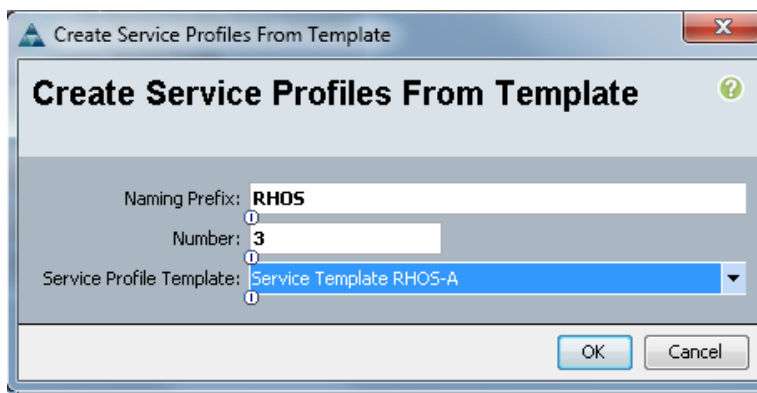 Create Service Profiles From Template
Create Service Profiles From Template
Naming Prefix: RHOS
Number: 3
Service Profile Template: Service Template RHOS-A
OK Cancel